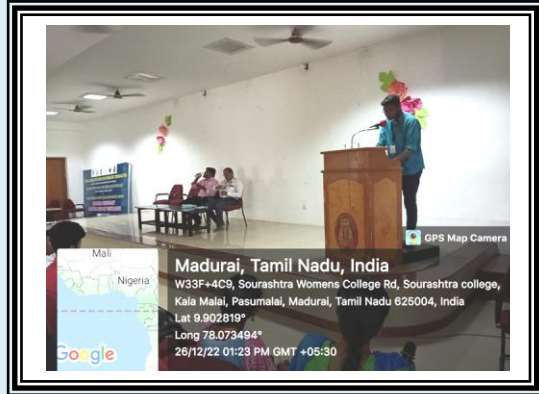 GPS Map Camera
Mali
Nigeria
Google
Madurai, Tamil Nadu, India
W33F+4C9, Sourashtra Womens College Rd, Sourashtra college,
Kala Malai, Pasumalai, Madurai, Tamil Nadu 625004, India
Lat 9.902819°
Long 78.073494°
26/12/22 01:23 PM GMT +05:30